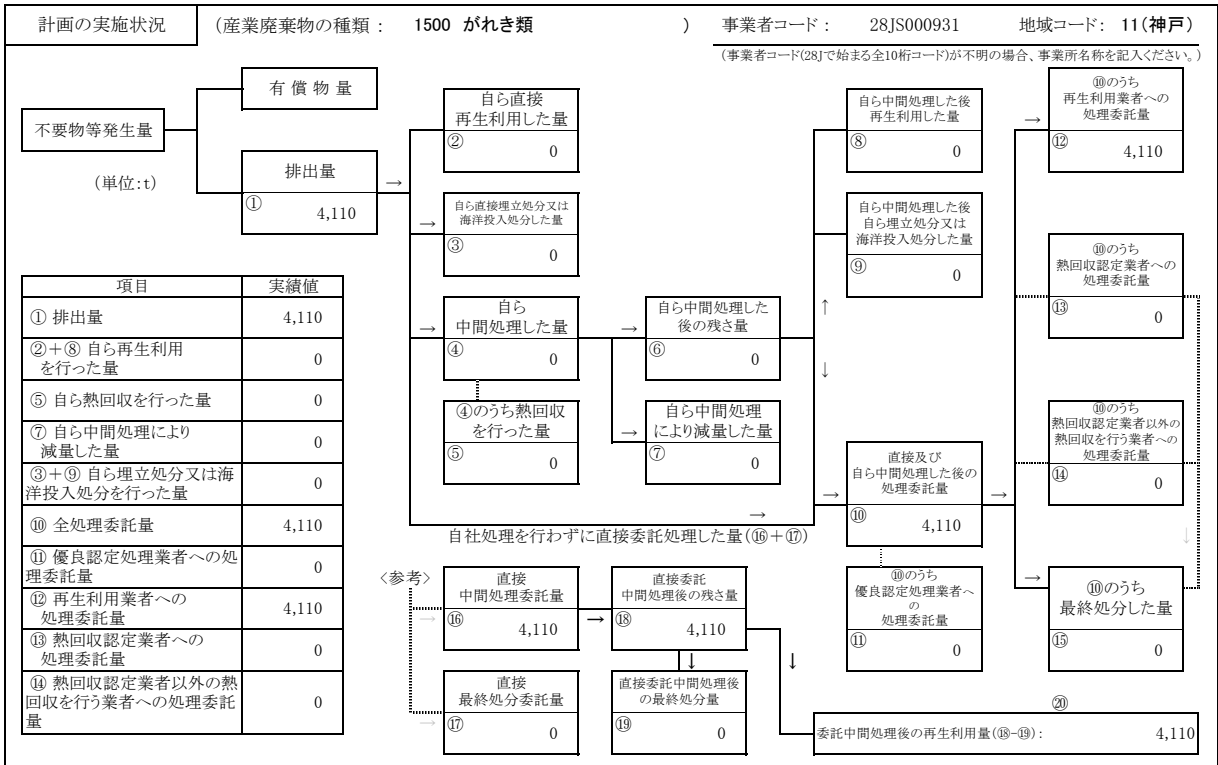 計画の実施状況
(産業廃棄物の種類： 1500 がれき類 )
事業者コード： 28JS000931 地域コード： 11(神戸)
(事業者コード(28Jで始まる全10桁コード)が不明の場合、事業所名称を記入ください。)
不要物等発生量
(単位:t)
有償物量
排出量
→
① 4,110
自ら直接
再生利用した量
② 0
→
自ら直接埋立処分又は
海洋投入処分した量
③ 0
→
自ら
中間処理した量
④ 0
④のうち熱回収
を行った量
⑤ 0
→
自ら中間処理した
後の残さ量
⑥ 0
→
自ら中間処理
により減量した量
⑦ 0
自ら中間処理した後
再生利用した量
⑧ 0
自ら中間処理した後
自ら埋立処分又は
海洋投入処分した量
⑨ 0
↑
↓
→
自社処理を行わずに直接委託処理した量(⑯＋⑰)
→
直接及び
自ら中間処理した後の
処理委託量
⑩ 4,110
→
⑩のうち
優良認定処理業者へ
の
処理委託量
⑪ 0
→
⑩のうち
再生利用業者への
処理委託量
⑫ 4,110
⑩のうち
熱回収認定業者への
処理委託量
⑬ 0
⑩のうち
熱回収認定業者以外の
熱回収を行う業者への
処理委託量
⑭ 0
↓
→
⑩のうち
最終処分した量
⑮ 0
項目 実績値
① 排出量 4,110
②＋⑧ 自ら再生利用
を行った量 0
⑤ 自ら熱回収を行った量 0
⑦ 自ら中間処理により
減量した量 0
③＋⑨ 自ら埋立処分又は海
洋投入処分を行った量 0
⑩ 全処理委託量 4,110
⑪ 優良認定処理業者への処
理委託量 0
⑫ 再生利用業者への
処理委託量 4,110
⑬ 熱回収認定業者への
処理委託量 0
⑭ 熱回収認定業者以外の熱
回収を行う業者への処理委託
量 0
〈参考〉
→
直接
中間処理委託量
⑯ 4,110
→
直接委託
中間処理後の残さ量
⑱ 4,110
→
直接
最終処分委託量
⑰ 0
↓
直接委託中間処理後
の最終処分量
⑲ 0
↓
⑳
委託中間処理後の再生利用量(⑱-⑲)： 4,110